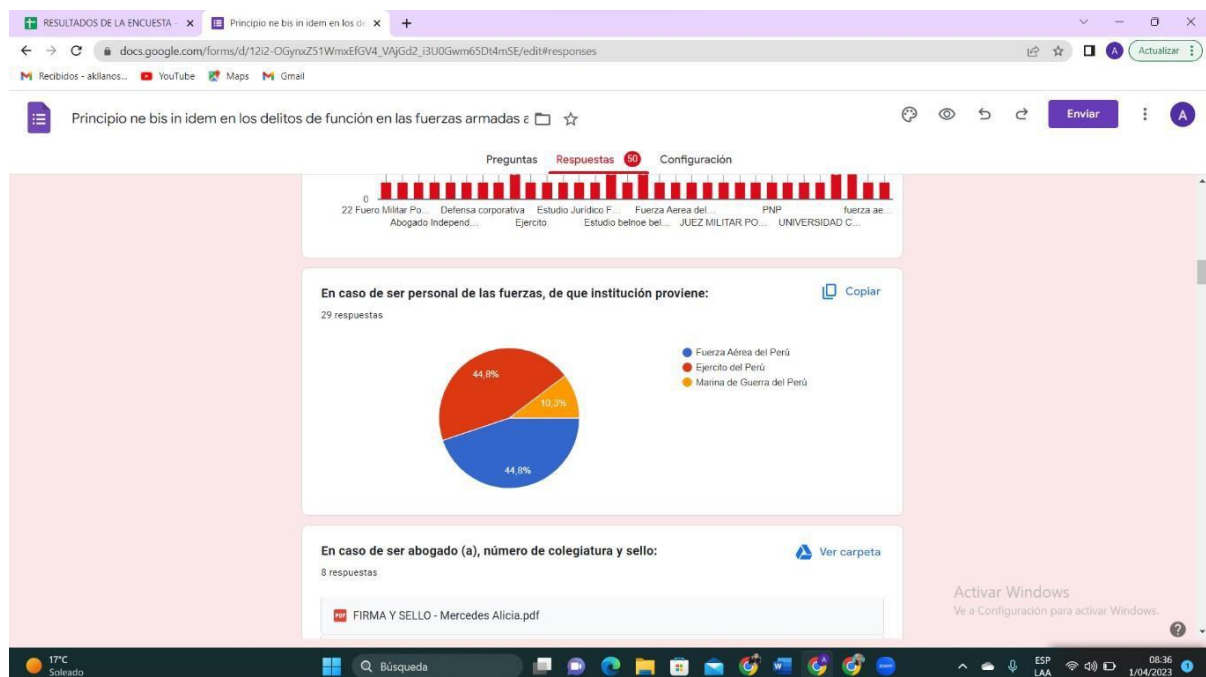 RESULTADOS DE LA ENCUESTA -
Principio ne bis in idem en los de
docs.google.com/forms/d/12i2-OGynxZ51WmxEfGV4_VAjGd2_i3U0Gwm65Dt4mSE/edit#responses
Actualizar
Recibidos - akllanos...
YouTube
Maps
Gmail
Principio ne bis in idem en los delitos de función en las fuerzas armadas e
Enviar
A
Preguntas
Respuestas
50
Configuración
0
22 Fuero Militar Po...
Defensa corporativa
Estudio Jurídico F...
Fuerza Aerea del...
PNP
fuerza ae...
Abogado Independ...
Ejercito
Estudio belnoe bel...
JUEZ MILITAR PO...
UNIVERSIDAD C...
En caso de ser personal de las fuerzas, de que institución proviene:
Copiar
29 respuestas
Fuerza Aérea del Perú
Ejercito del Perú
Marina de Guerra del Perú
44,8%
10,3%
44,8%
En caso de ser abogado (a), número de colegiatura y sello:
Ver carpeta
8 respuestas
PDF
FIRMA Y SELLO - Mercedes Alicia.pdf
Activar Windows
Ve a Configuración para activar Windows.
17°C
Soleado
Búsqueda
ESP
LAA
08:36
1/04/2023
1